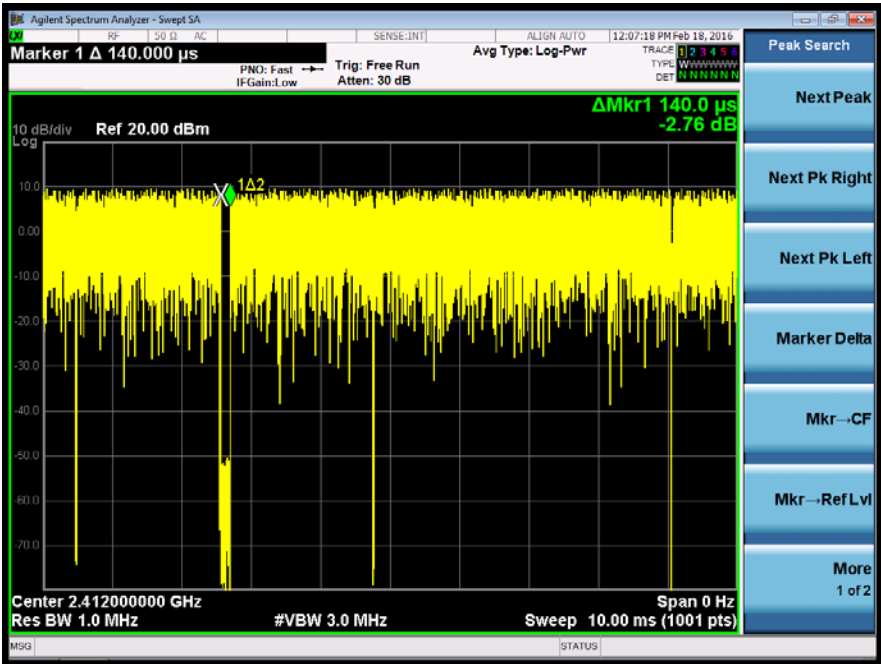 Agilent Spectrum Analyzer - Swept SA
LXI RF 50 Ω AC SENSE:INT ALIGN AUTO 12:07:18 PM Feb 18, 2016
Marker 1 Δ 140.000 µs
PNO: Fast
IFGain:Low
Trig: Free Run
Atten: 30 dB
Avg Type: Log-Pwr
TRACE 1 2 3 4 5 6
TYPE WWWWWW
DET N N N N N N
ΔMkr1 140.0 µs
-2.76 dB
10 dB/div Ref 20.00 dBm
Log
1Δ2
10.0
0.00
-10.0
-20.0
-30.0
-40.0
-50.0
-60.0
-70.0
Center 2.412000000 GHz Span 0 Hz
Res BW 1.0 MHz #VBW 3.0 MHz Sweep 10.00 ms (1001 pts)
MSG STATUS
Peak Search
Next Peak
Next Pk Right
Next Pk Left
Marker Delta
Mkr→CF
Mkr→Ref Lvl
More
1 of 2